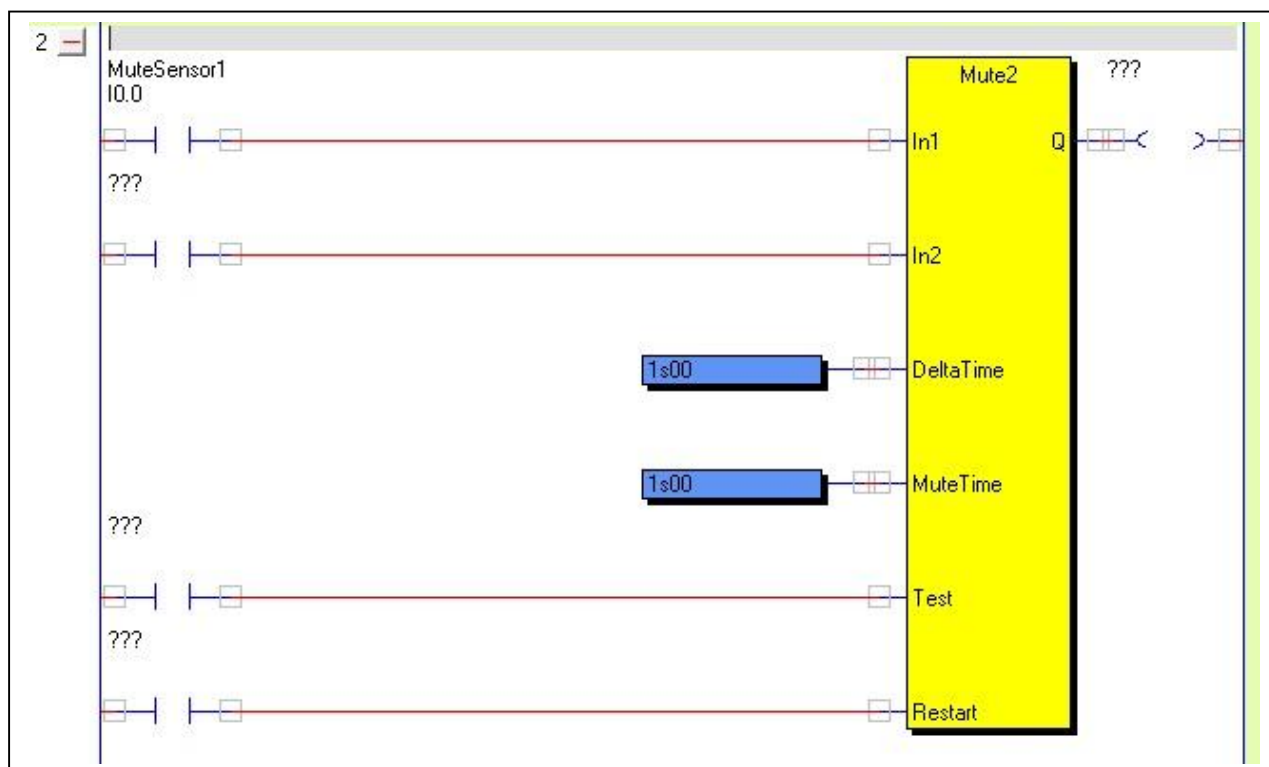 2
MuteSensor1
I0.0
Mute2
???
In1
Q
???
In2
1s00
DeltaTime
1s00
MuteTime
???
Test
???
Restart